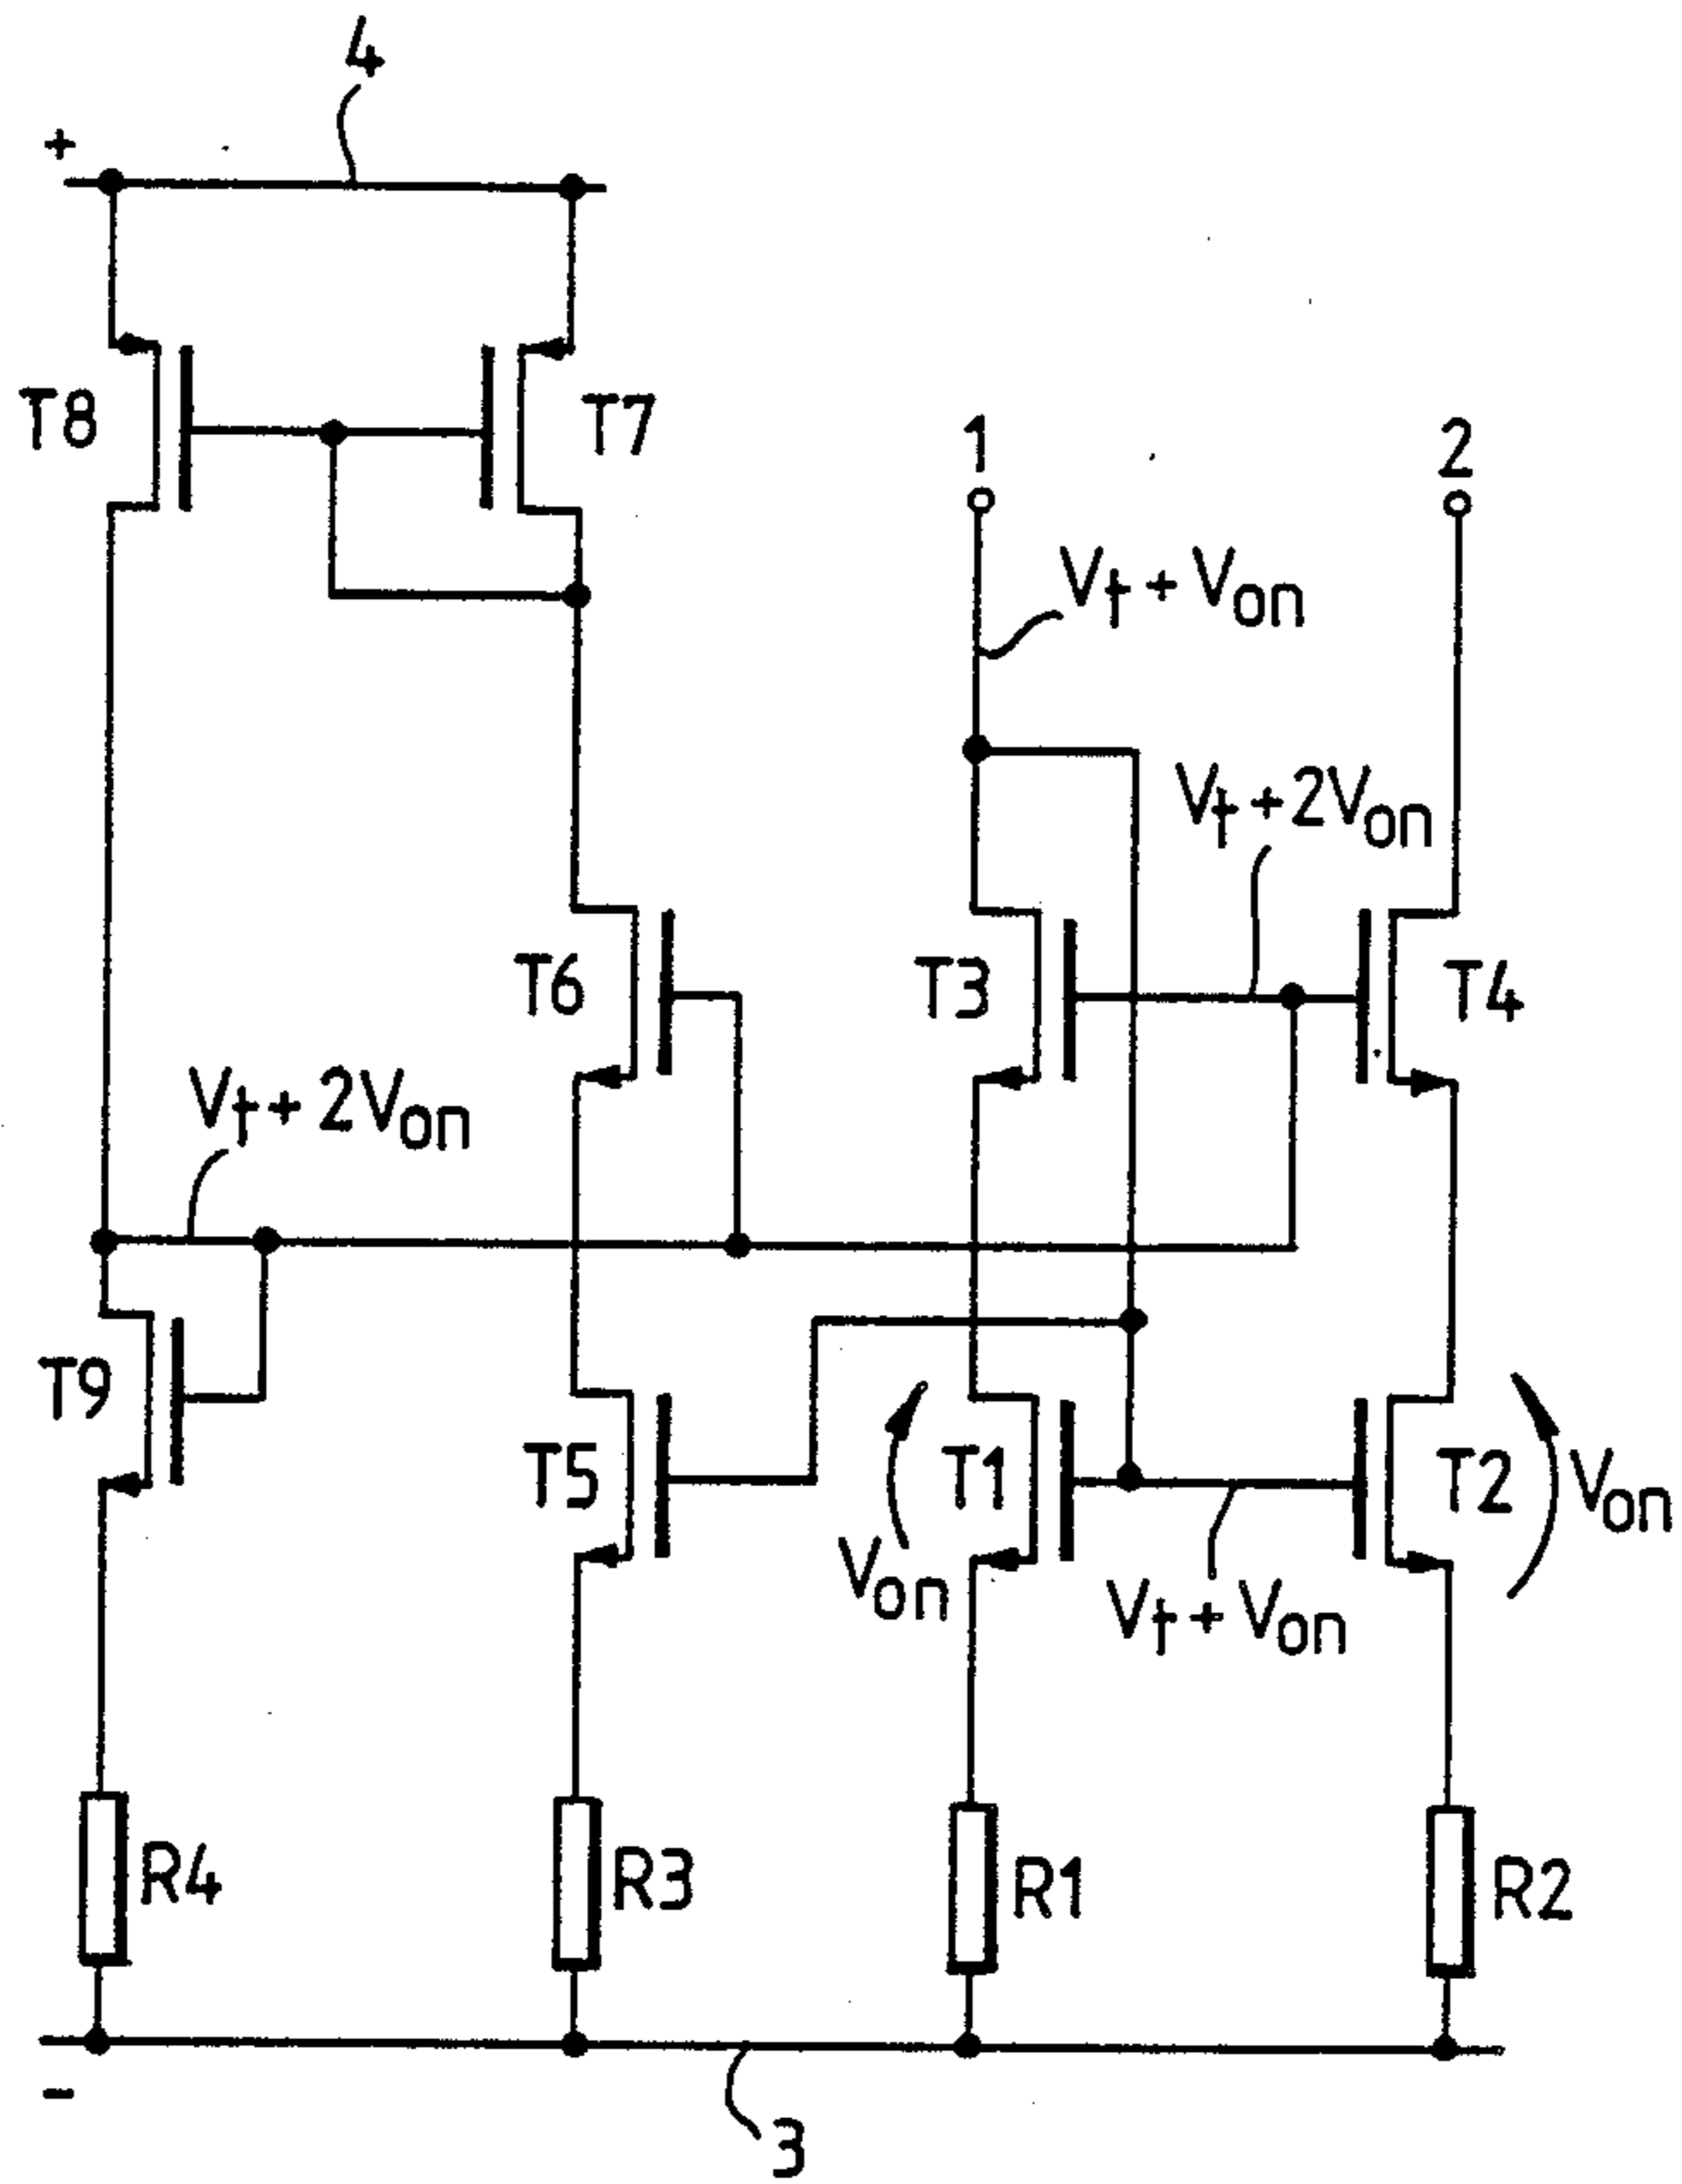 4
+
T8
T7
1
2
Vt + Von
Vt + 2Von
T6
T3
T4
Vt + 2Von
T9
T5
T1
T2
Von
Von
Vt + Von
R4
R3
R1
R2
-
3